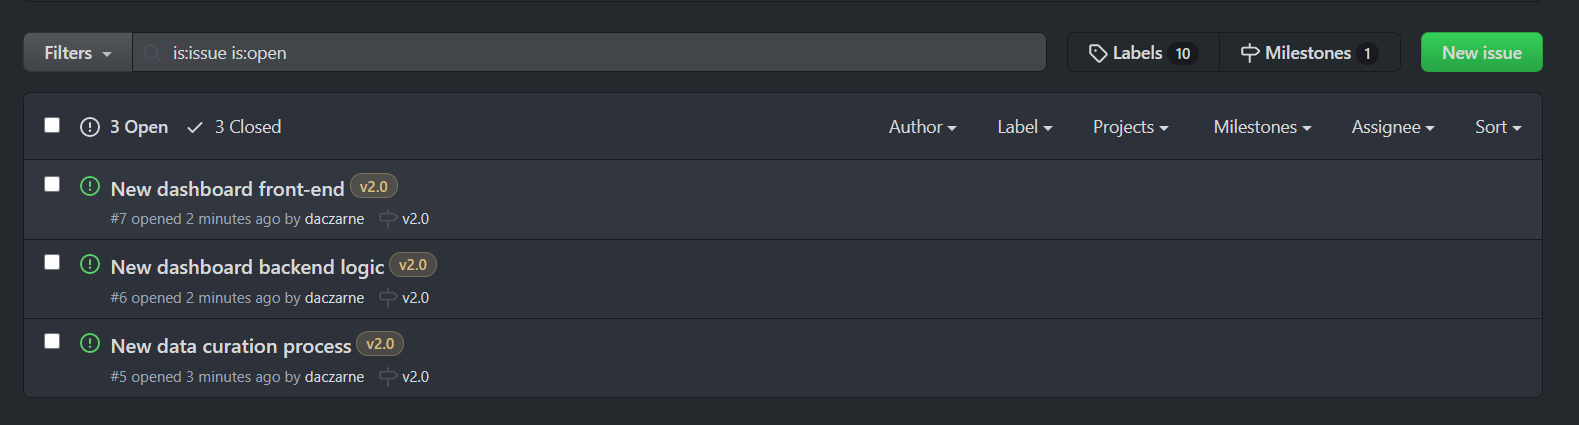 Filters is:issue is:open Labels 10 Milestones 1 New issue
3 Open 3 Closed Author Label Projects Milestones Assignee Sort
New dashboard front-end v2.0
#7 opened 2 minutes ago by daczarne v2.0
New dashboard backend logic v2.0
#6 opened 2 minutes ago by daczarne v2.0
New data curation process v2.0
#5 opened 3 minutes ago by daczarne v2.0